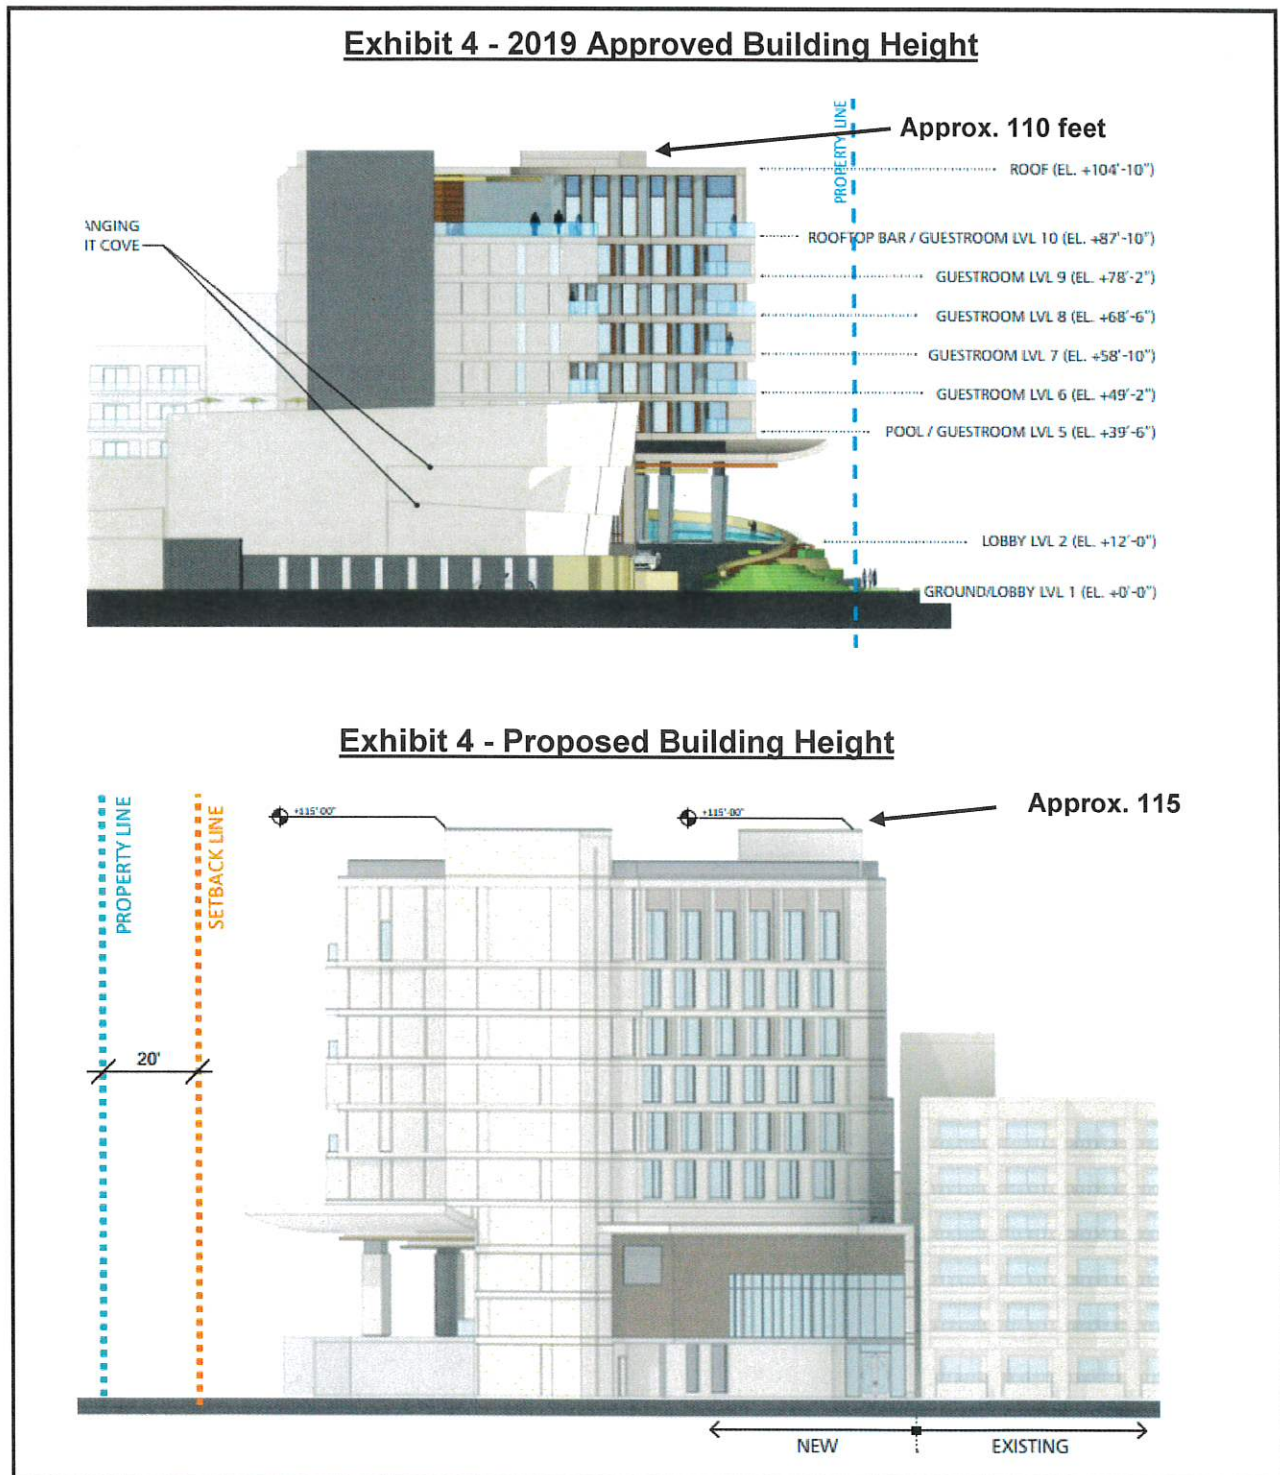 Exhibit 4 - 2019 Approved Building Height
PROPERTY LINE
Approx. 110 feet
ROOF (EL. +104'-10")
ANGING
IT COVE
ROOFTOP BAR / GUESTROOM LVL 10 (EL. +87'-10")
GUESTROOM LVL 9 (EL. +78'-2")
GUESTROOM LVL 8 (EL. +68'-6")
GUESTROOM LVL 7 (EL. +58'-10")
GUESTROOM LVL 6 (EL. +49'-2")
POOL / GUESTROOM LVL 5 (EL. +39'-6")
LOBBY LVL 2 (EL. +12'-0")
GROUND/LOBBY LVL 1 (EL. +0'-0")
Exhibit 4 - Proposed Building Height
PROPERTY LINE
SETBACK LINE
+115'-00"
+115'-00"
Approx. 115
20'
NEW
EXISTING